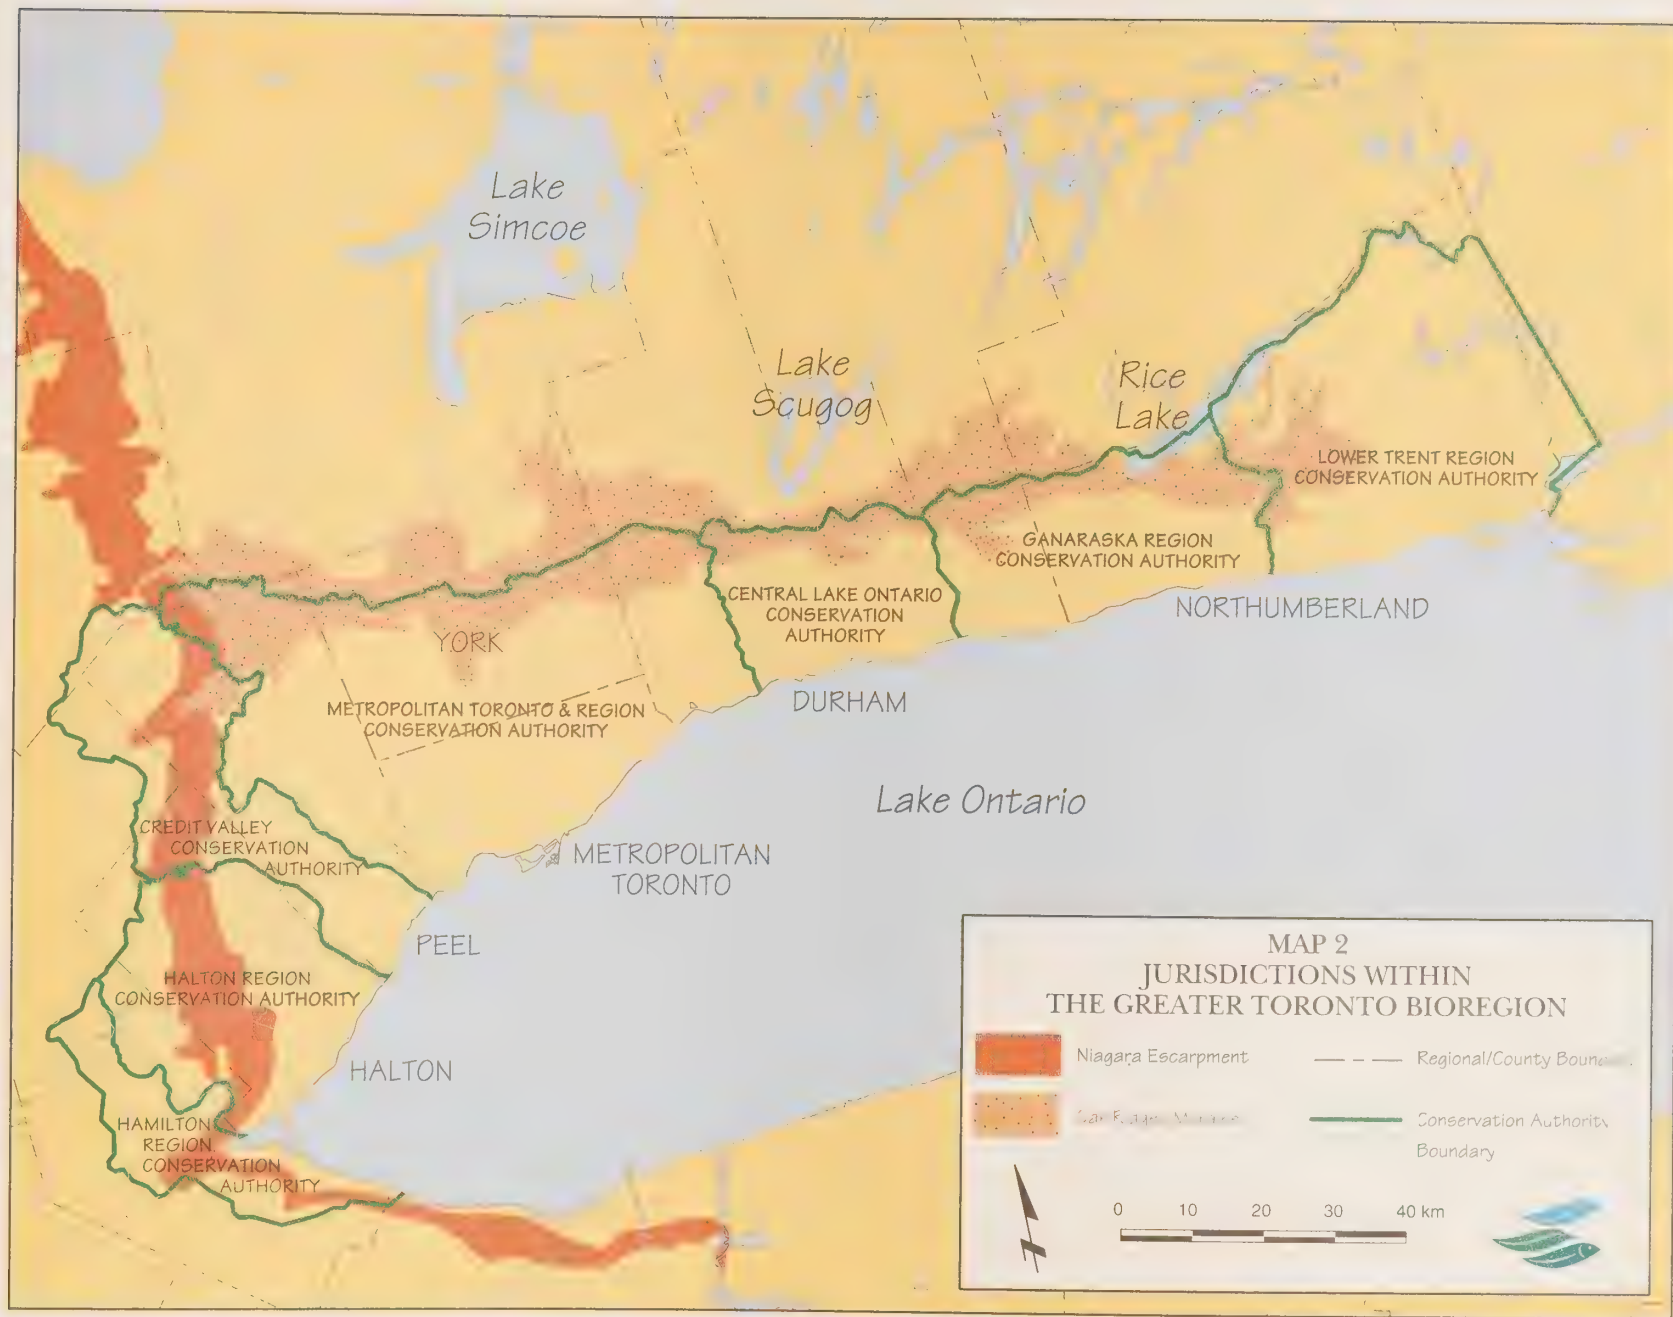 Lake
Simcoe
Lake
Scugog
Rice
Lake
LOWER TRENT REGION
CONSERVATION AUTHORITY
GANARASKA REGION
CONSERVATION AUTHORITY
CENTRAL LAKE ONTARIO
CONSERVATION
AUTHORITY
NORTHUMBERLAND
YORK
METROPOLITAN TORONTO & REGION
CONSERVATION AUTHORITY
DURHAM
Lake Ontario
CREDIT VALLEY
CONSERVATION
AUTHORITY
METROPOLITAN
TORONTO
PEEL
HALTON REGION
CONSERVATION AUTHORITY
HALTON
HAMILTON
REGION
CONSERVATION
AUTHORITY
MAP 2
JURISDICTIONS WITHIN
THE GREATER TORONTO BIOREGION
Niagara Escarpment
Regional/County
Conservation Authority
Boundary
0 10 20 30 40 km